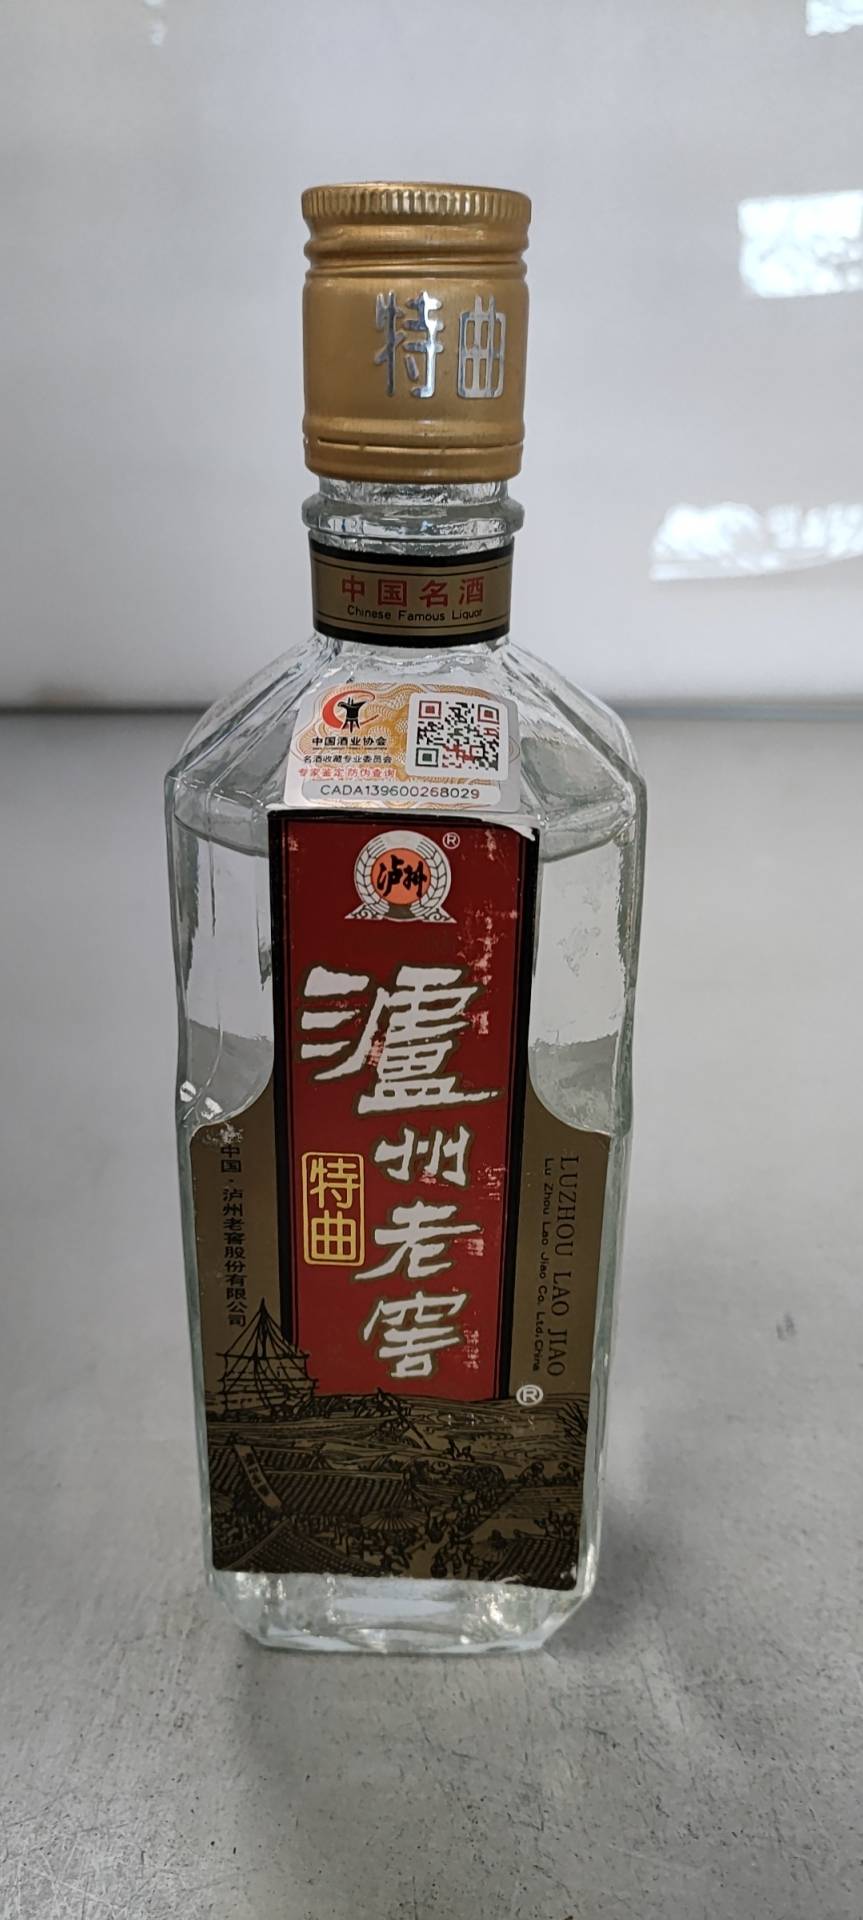 特曲
中国名酒
Chinese Famous Liquor
中国酒业协会
名酒收藏专业委员会
专家鉴定 防伪查询
CADA139600268029
泸州
®
瀘州老窖
特曲
中国·泸州老窖股份有限公司
LUZHOU LAO JIAO
Lu Zhou Lao Jiao Co. Ltd, China
®